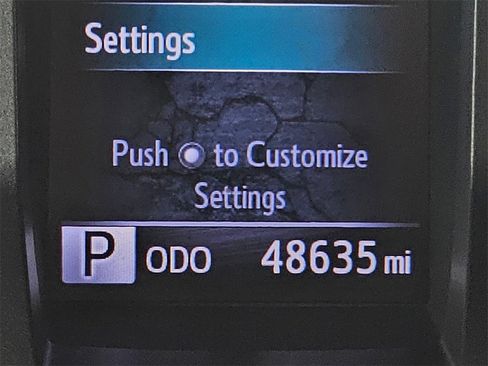 Settings
Push to Customize
Settings
P ODO 48635 mi